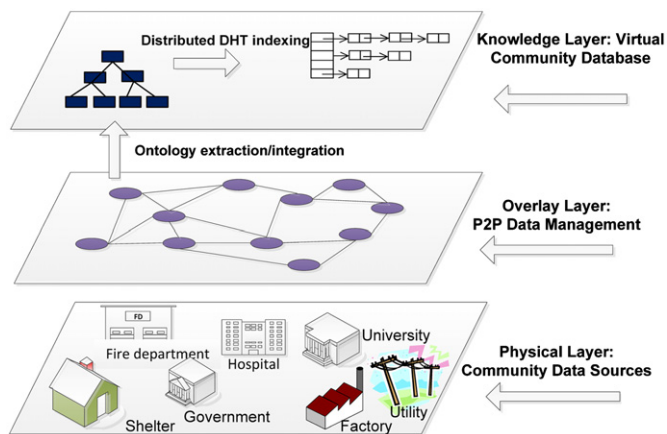 Distributed DHT indexing
Knowledge Layer: Virtual
Community Database
Ontology extraction/integration
Overlay Layer:
P2P Data Management
FD
Fire department
Hospital
University
Physical Layer:
Community Data Sources
Shelter
Government
Factory
Utility